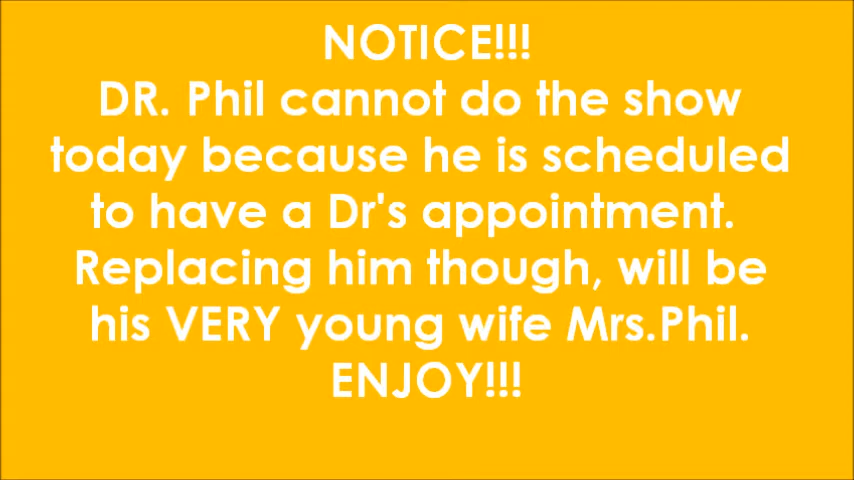 NOTICE!!!
DR. Phil cannot do the show
today because he is scheduled
to have a Dr's appointment.
Replacing him though, will be
his VERY young wife Mrs.Phil.
ENJOY!!!